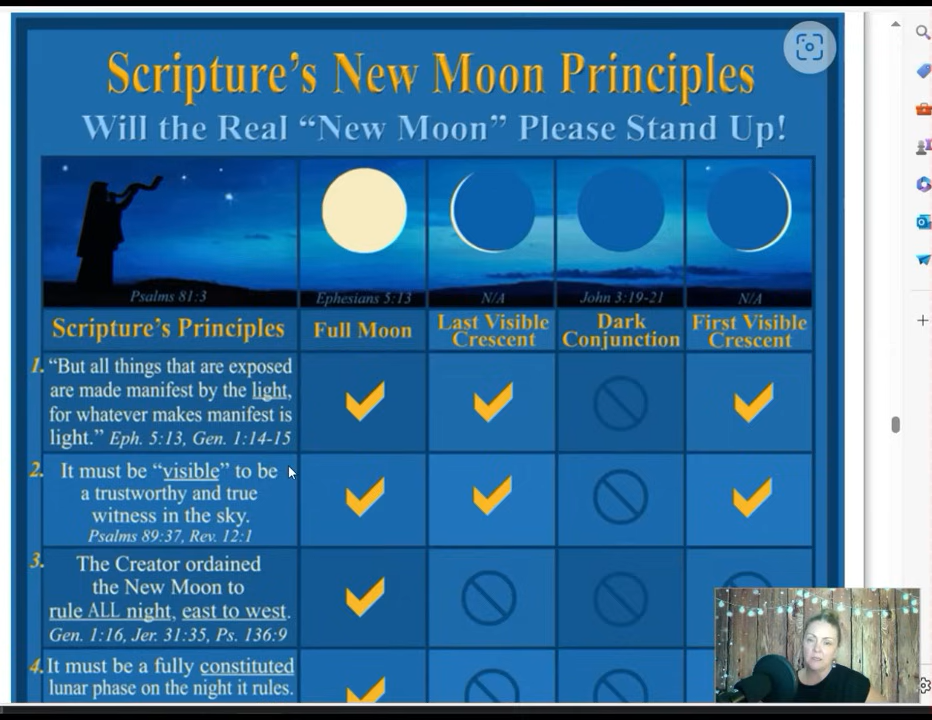 Scripture's New Moon Principles
Will the Real "New Moon" Please Stand Up!
Psalms 81:3
Ephesians 5:13
N/A
John 3:19-21
N/A
Scripture's Principles
Full Moon
Last Visible
Crescent
Dark
Conjunction
First Visible
Crescent
1. "But all things that are exposed
are made manifest by the light,
for whatever makes manifest is
light." Eph. 5:13, Gen. 1:14-15
2. It must be "visible" to be
a trustworthy and true
witness in the sky.
Psalms 89:37, Rev. 12:1
3. The Creator ordained
the New Moon to
rule ALL night, east to west.
Gen. 1:16, Jer. 31:35, Ps. 136:9
4. It must be a fully constituted
lunar phase on the night it rules.